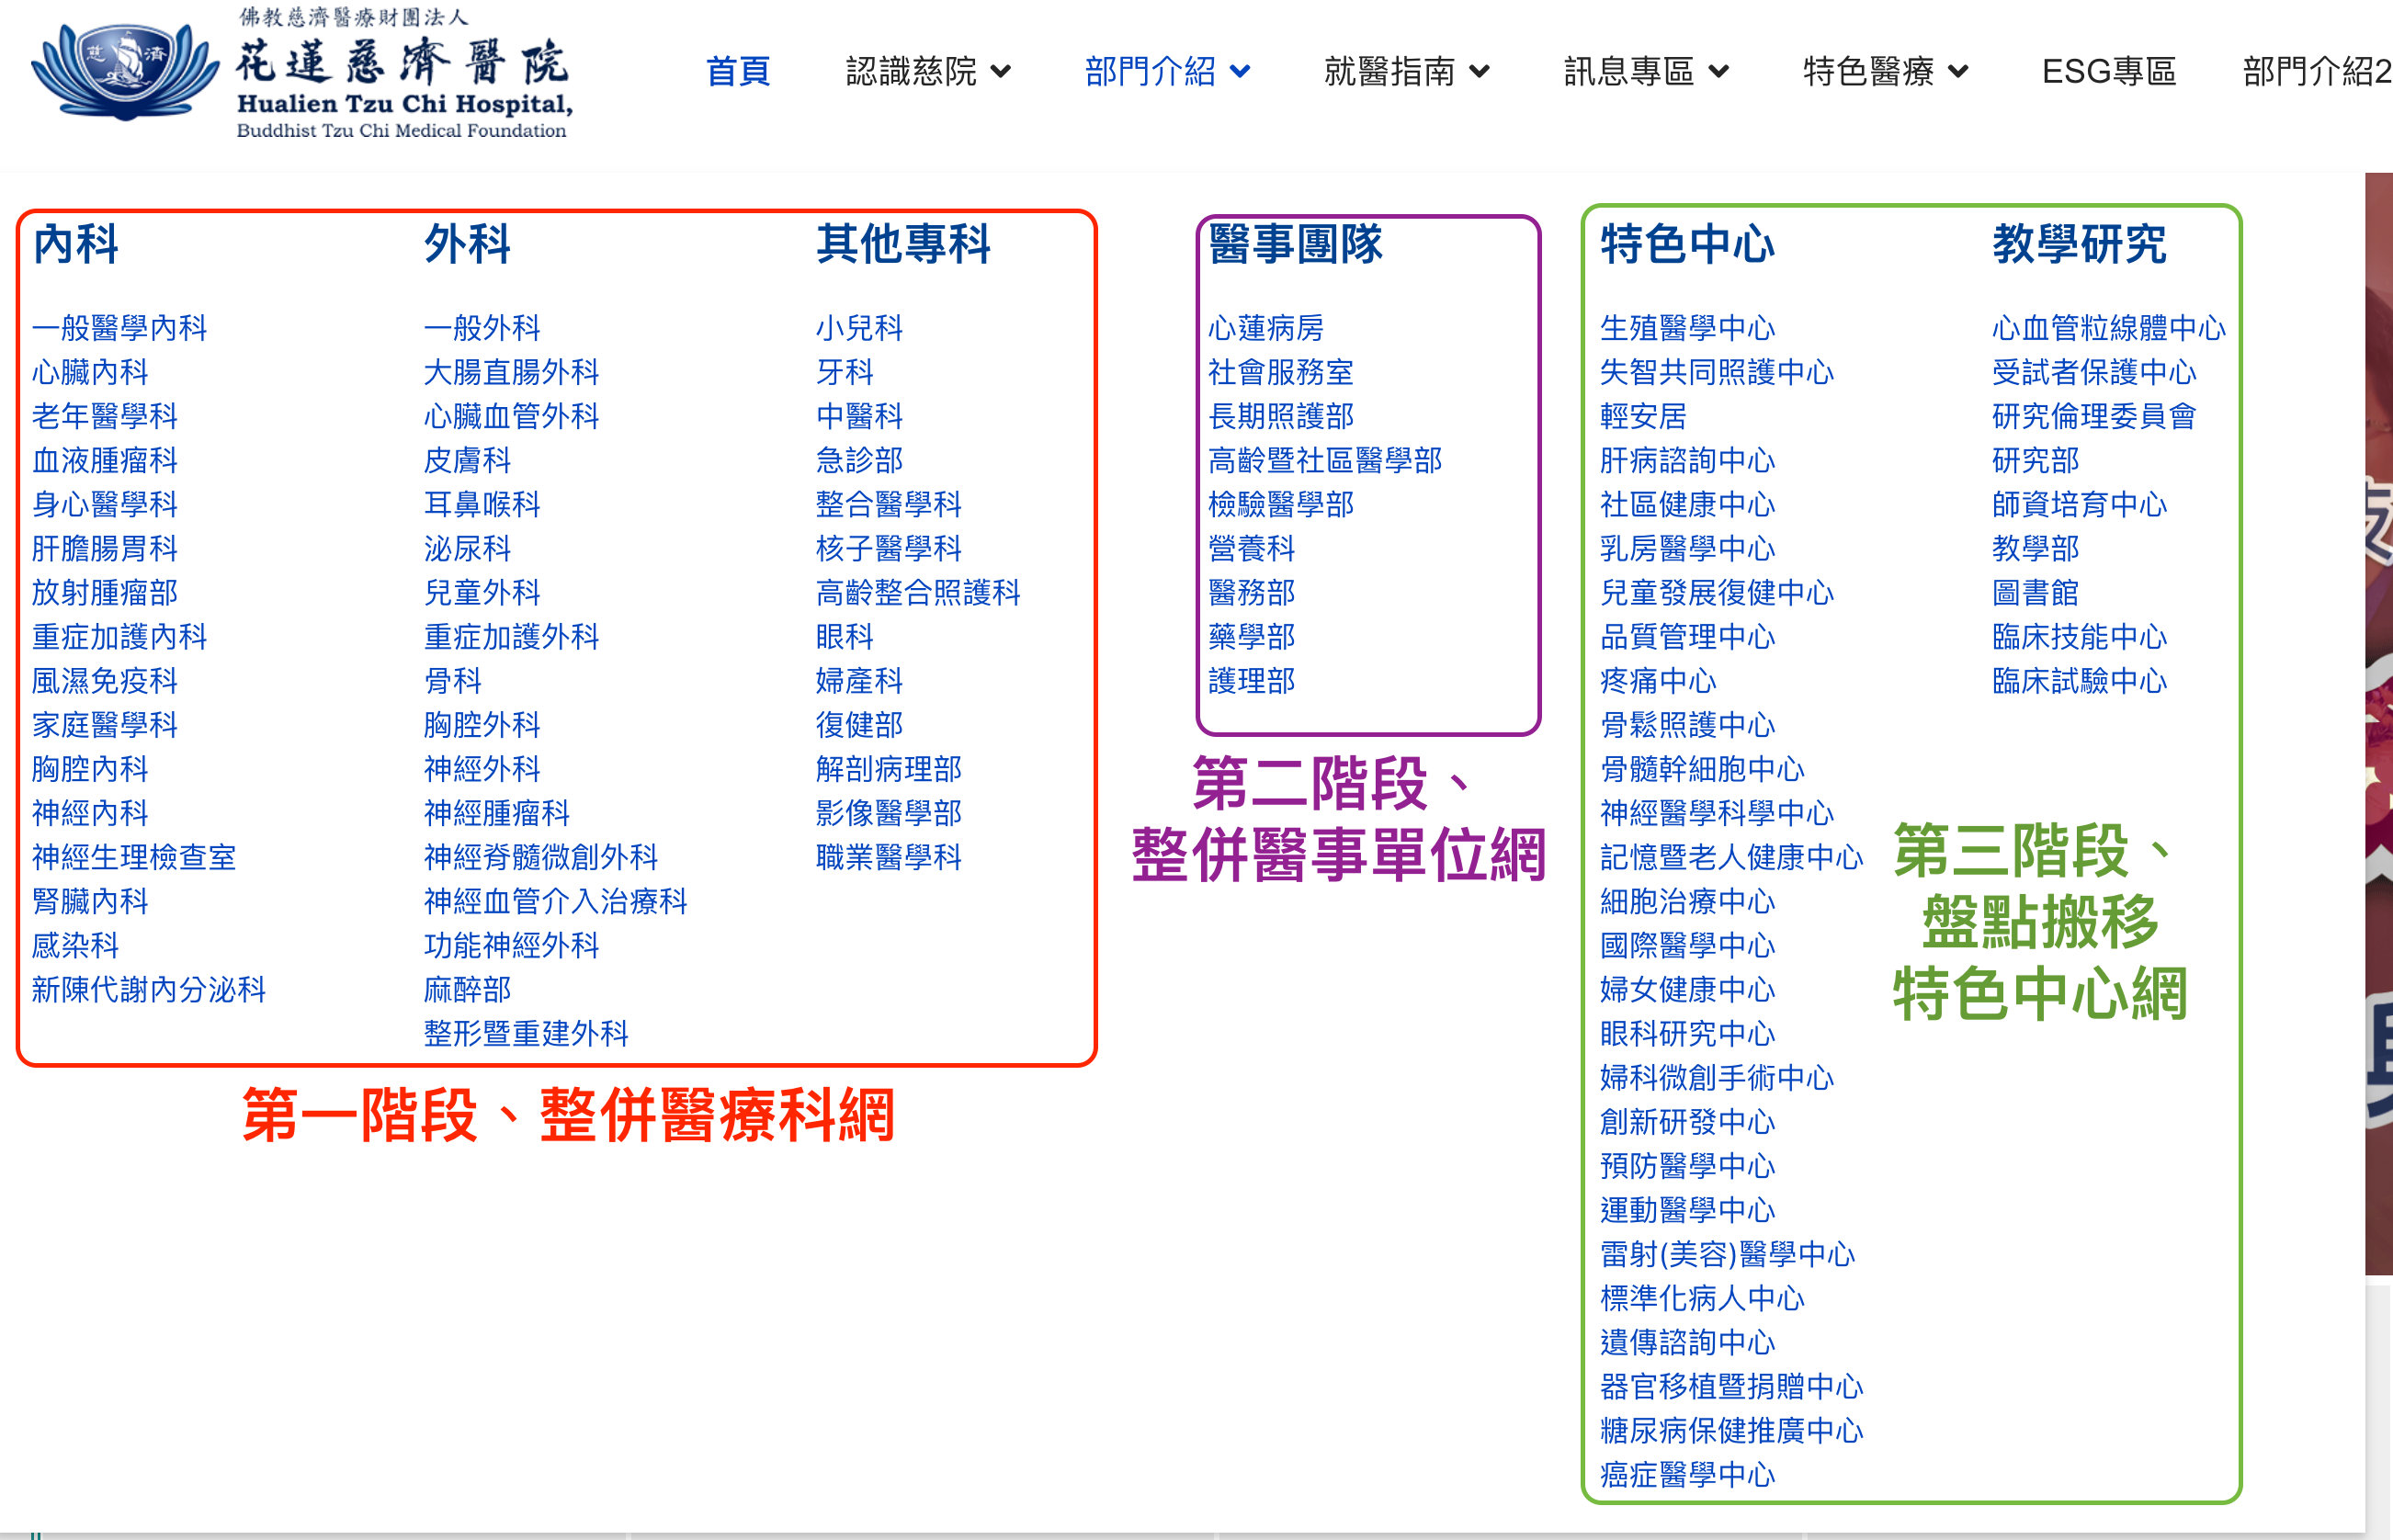 佛教慈濟醫療財團法人
花蓮慈濟醫院
Hualien Tzu Chi Hospital,
Buddhist Tzu Chi Medical Foundation
慈 濟
首頁
認識慈院
部門介紹
就醫指南
訊息專區
特色醫療
ESG專區
部門介紹2
內科
一般醫學內科
心臟內科
老年醫學科
血液腫瘤科
身心醫學科
肝膽腸胃科
放射腫瘤部
重症加護內科
風濕免疫科
家庭醫學科
胸腔內科
神經內科
神經生理檢查室
腎臟內科
感染科
新陳代謝內分泌科
外科
一般外科
大腸直腸外科
心臟血管外科
皮膚科
耳鼻喉科
泌尿科
兒童外科
重症加護外科
骨科
胸腔外科
神經外科
神經腫瘤科
神經脊髓微創外科
神經血管介入治療科
功能神經外科
麻醉部
整形暨重建外科
其他專科
小兒科
牙科
中醫科
急診部
整合醫學科
核子醫學科
高齡整合照護科
眼科
婦產科
復健部
解剖病理部
影像醫學部
職業醫學科
第一階段、整併醫療科網
醫事團隊
心蓮病房
社會服務室
長期照護部
高齡暨社區醫學部
檢驗醫學部
營養科
醫務部
藥學部
護理部
第二階段、
整併醫事單位網
特色中心
生殖醫學中心
失智共同照護中心
輕安居
肝病諮詢中心
社區健康中心
乳房醫學中心
兒童發展復健中心
品質管理中心
疼痛中心
骨鬆照護中心
骨髓幹細胞中心
神經醫學科學中心
記憶暨老人健康中心
細胞治療中心
國際醫學中心
婦女健康中心
眼科研究中心
婦科微創手術中心
創新研發中心
預防醫學中心
運動醫學中心
雷射(美容)醫學中心
標準化病人中心
遺傳諮詢中心
器官移植暨捐贈中心
糖尿病保健推廣中心
癌症醫學中心
教學研究
心血管粒線體中心
受試者保護中心
研究倫理委員會
研究部
師資培育中心
教學部
圖書館
臨床技能中心
臨床試驗中心
第三階段、
盤點搬移
特色中心網